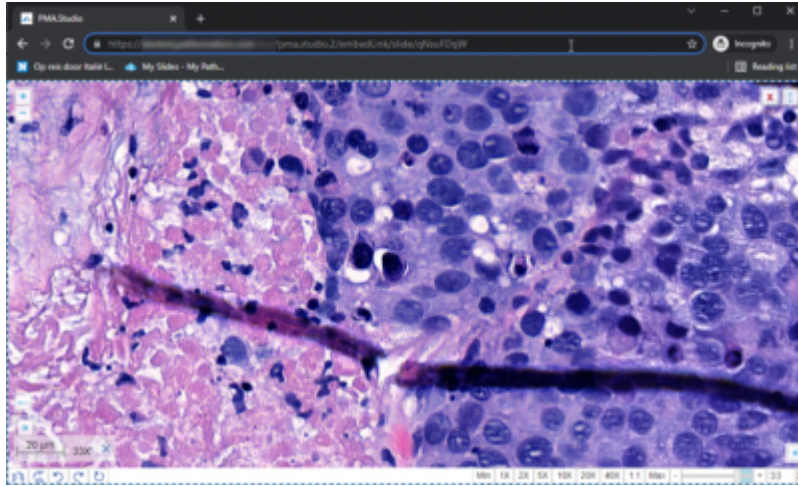 PMA.Studio
https:// /pma.studio.2/embedLink/slide/
Incognito
Op reis door Italië L...
My Slides - My Path...
Reading list
20 µm
33X
Min 1X 2X 5X 10X 20X 40X 1:1 Max - + 33